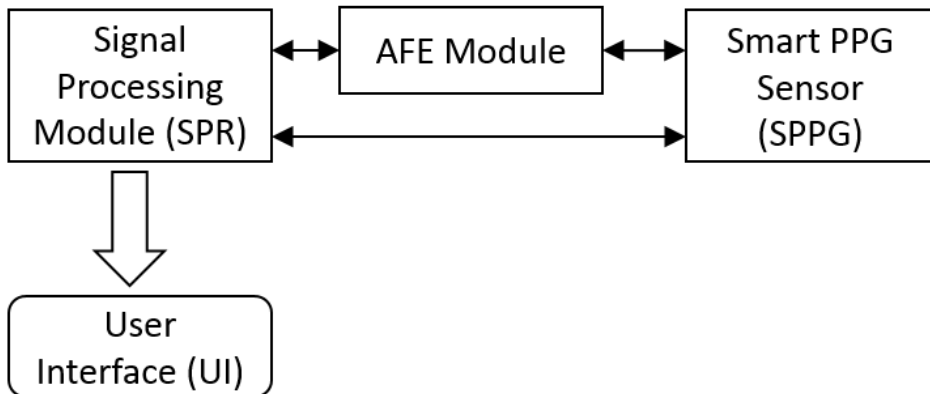 Signal
Processing
Module (SPR)
AFE Module
Smart PPG
Sensor
(SPPG)
User
Interface (UI)